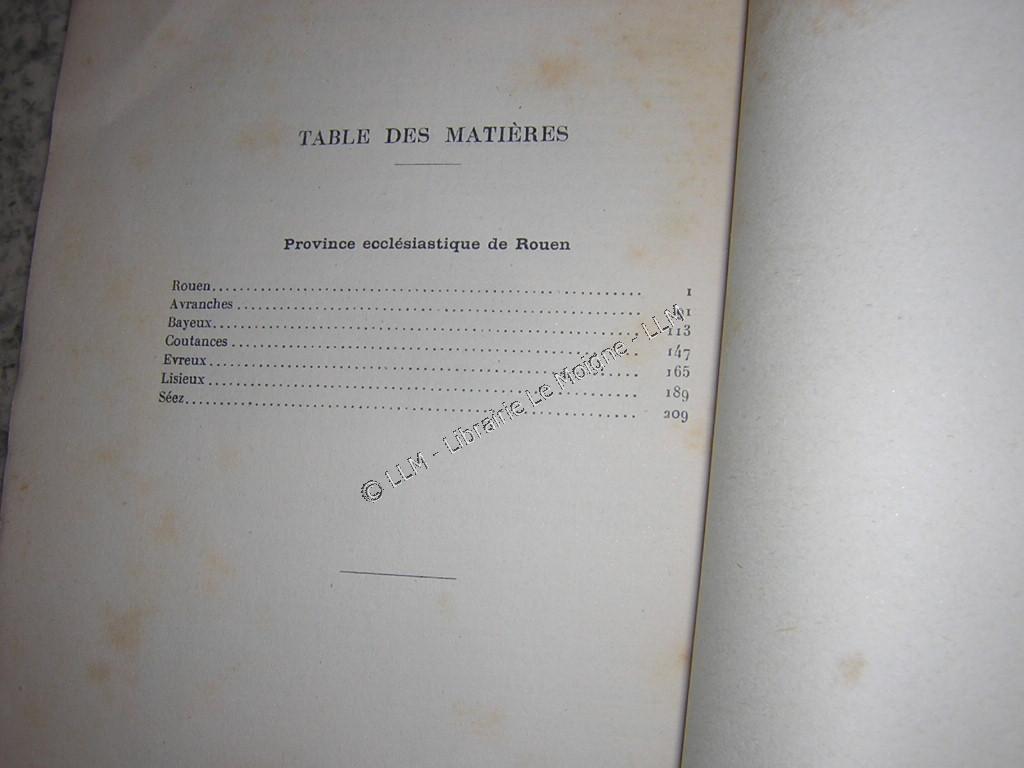 TABLE DES MATIÈRES
Province ecclésiastique de Rouen
Rouen........ 1
Avranches........
Bayeux........ 113
Coutances........ 147
Evreux........ 165
Lisieux........ 189
Séez........ 209
© LLM - Librairie Le Moigne - LLM